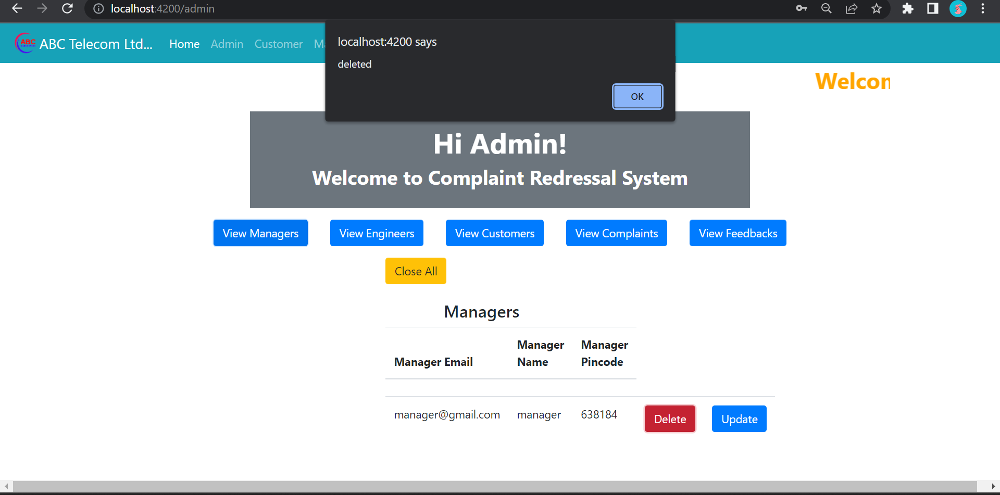 localhost:4200/admin
ABC
ABC Telecom Ltd...
Home
Admin
Customer
localhost:4200 says
deleted
OK
Hi Admin!
Welcome to Complaint Redressal System
View Managers
View Engineers
View Customers
View Complaints
View Feedbacks
Close All
Managers
Manager Email
Manager Name
Manager Pincode
manager@gmail.com
manager
638184
Delete
Update